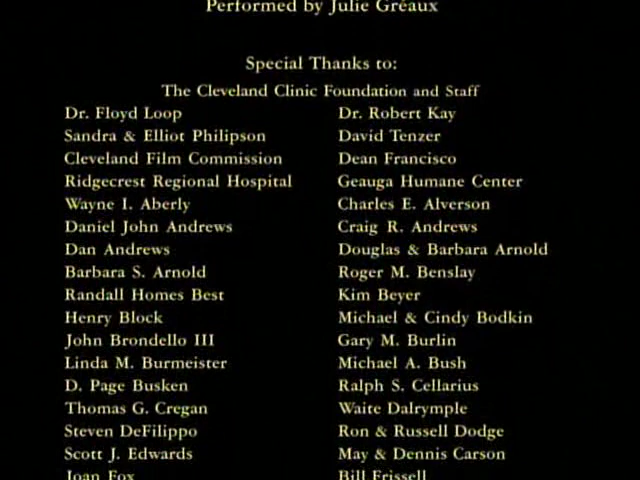 Performed by Julie Gréaux
Special Thanks to:
The Cleveland Clinic Foundation and Staff
Dr. Floyd Loop
Dr. Robert Kay
Sandra & Elliot Philipson
David Tenzer
Cleveland Film Commission
Dean Francisco
Ridgecrest Regional Hospital
Geauga Humane Center
Wayne I. Aberly
Charles E. Alverson
Daniel John Andrews
Craig R. Andrews
Dan Andrews
Douglas & Barbara Arnold
Barbara S. Arnold
Roger M. Benslay
Randall Homes Best
Kim Beyer
Henry Block
Michael & Cindy Bodkin
John Brondello III
Gary M. Burlin
Linda M. Burmeister
Michael A. Bush
D. Page Busken
Ralph S. Cellarius
Thomas G. Cregan
Waite Dalrymple
Steven DeFilippo
Ron & Russell Dodge
Scott J. Edwards
May & Dennis Carson
Joan Fox
Bill Frissell